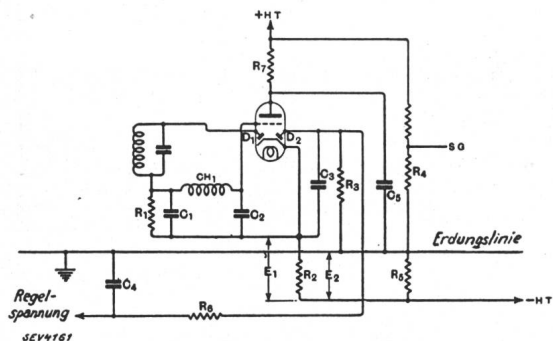 +HT
R7
D1
D2
CH1
R1
C1
C2
C3
R3
C5
SG
R4
Erdungslinie
E1
R2
E2
R5
C4
-HT
Regel-
spannung
R6
SEV4161